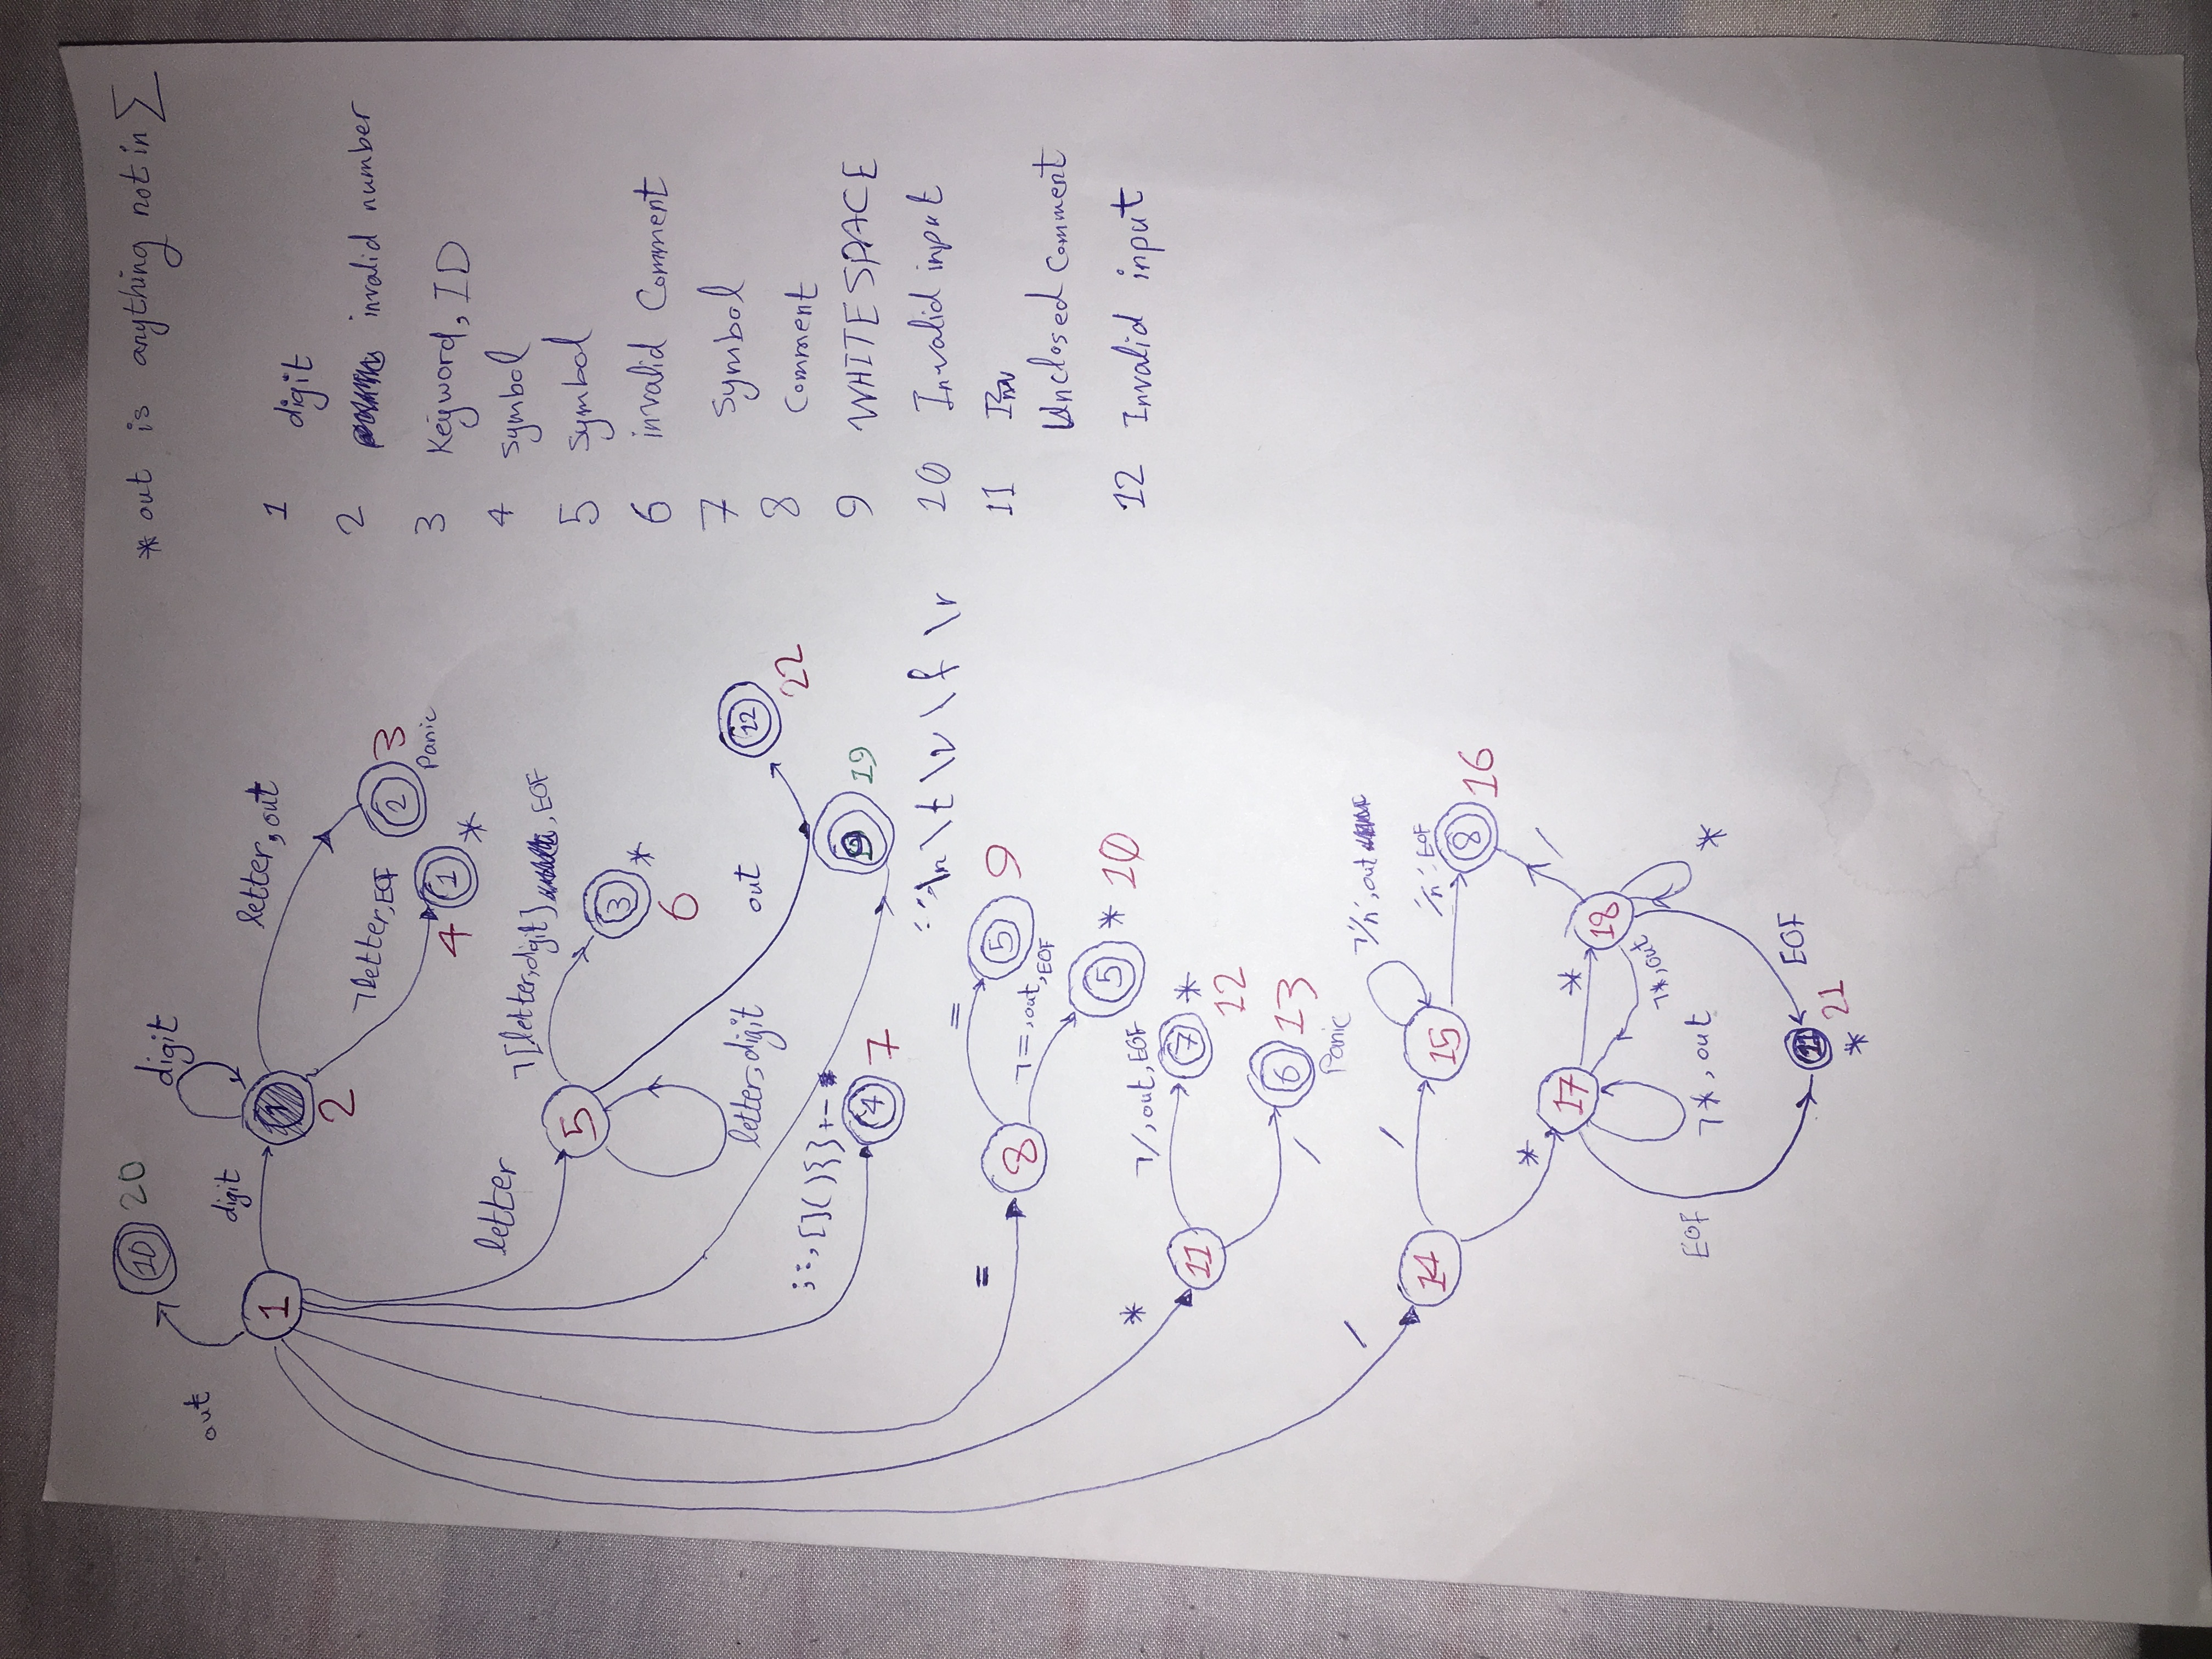 10 20
* out is anything not in Σ
out
digit
digit
1
letter, out
2
¬letter, EOF
2 3
Panic
4 1 *
letter
¬[letter, digit] , EOF
5
3 *
6
letter, digit
out
12
22
; : , [ ] ( ) { } + -
4 7
9 19
\n \t \v \f \r
=
8
=
5 9
¬=, out, EOF
5 * 10
*
11
¬/, out, EOF
7 *
12
6 13
/
Panic
/
14
/
15
¬'\n', out
'\n', EOF
8 16
*
17
*
18
/
¬*, out
¬*, out
*
EOF
EOF
11
21
*
1 digit
2 invalid number
3 Keyword, ID
4 symbol
5 symbol
6 invalid Comment
7 symbol
8 Comment
9 WHITESPACE
10 Invalid input
11
Unclosed Comment
12 Invalid input